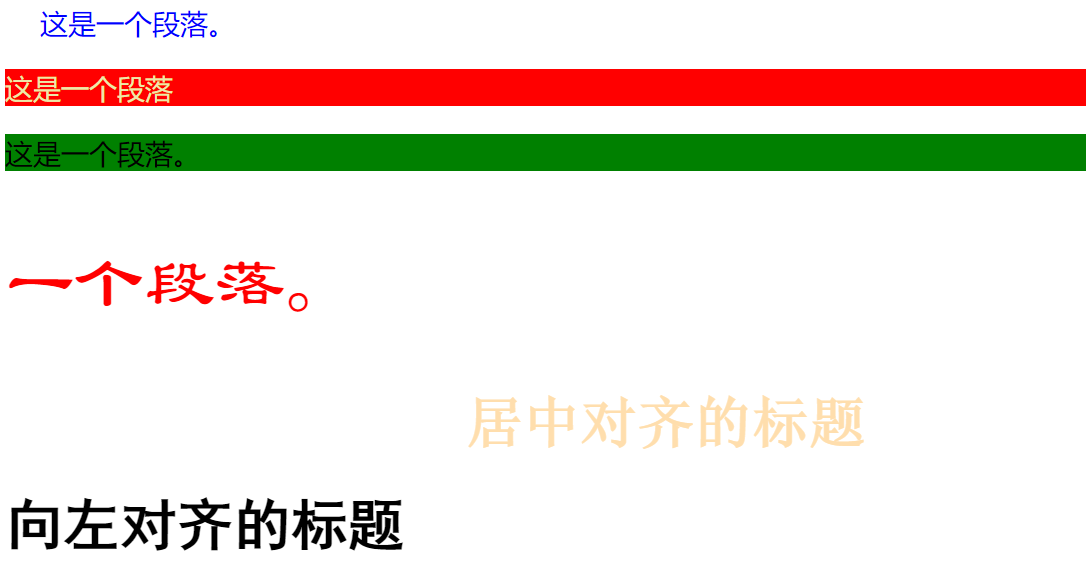 这是一个段落。
这是一个段落
这是一个段落。
一个段落。
居中对齐的标题
向左对齐的标题